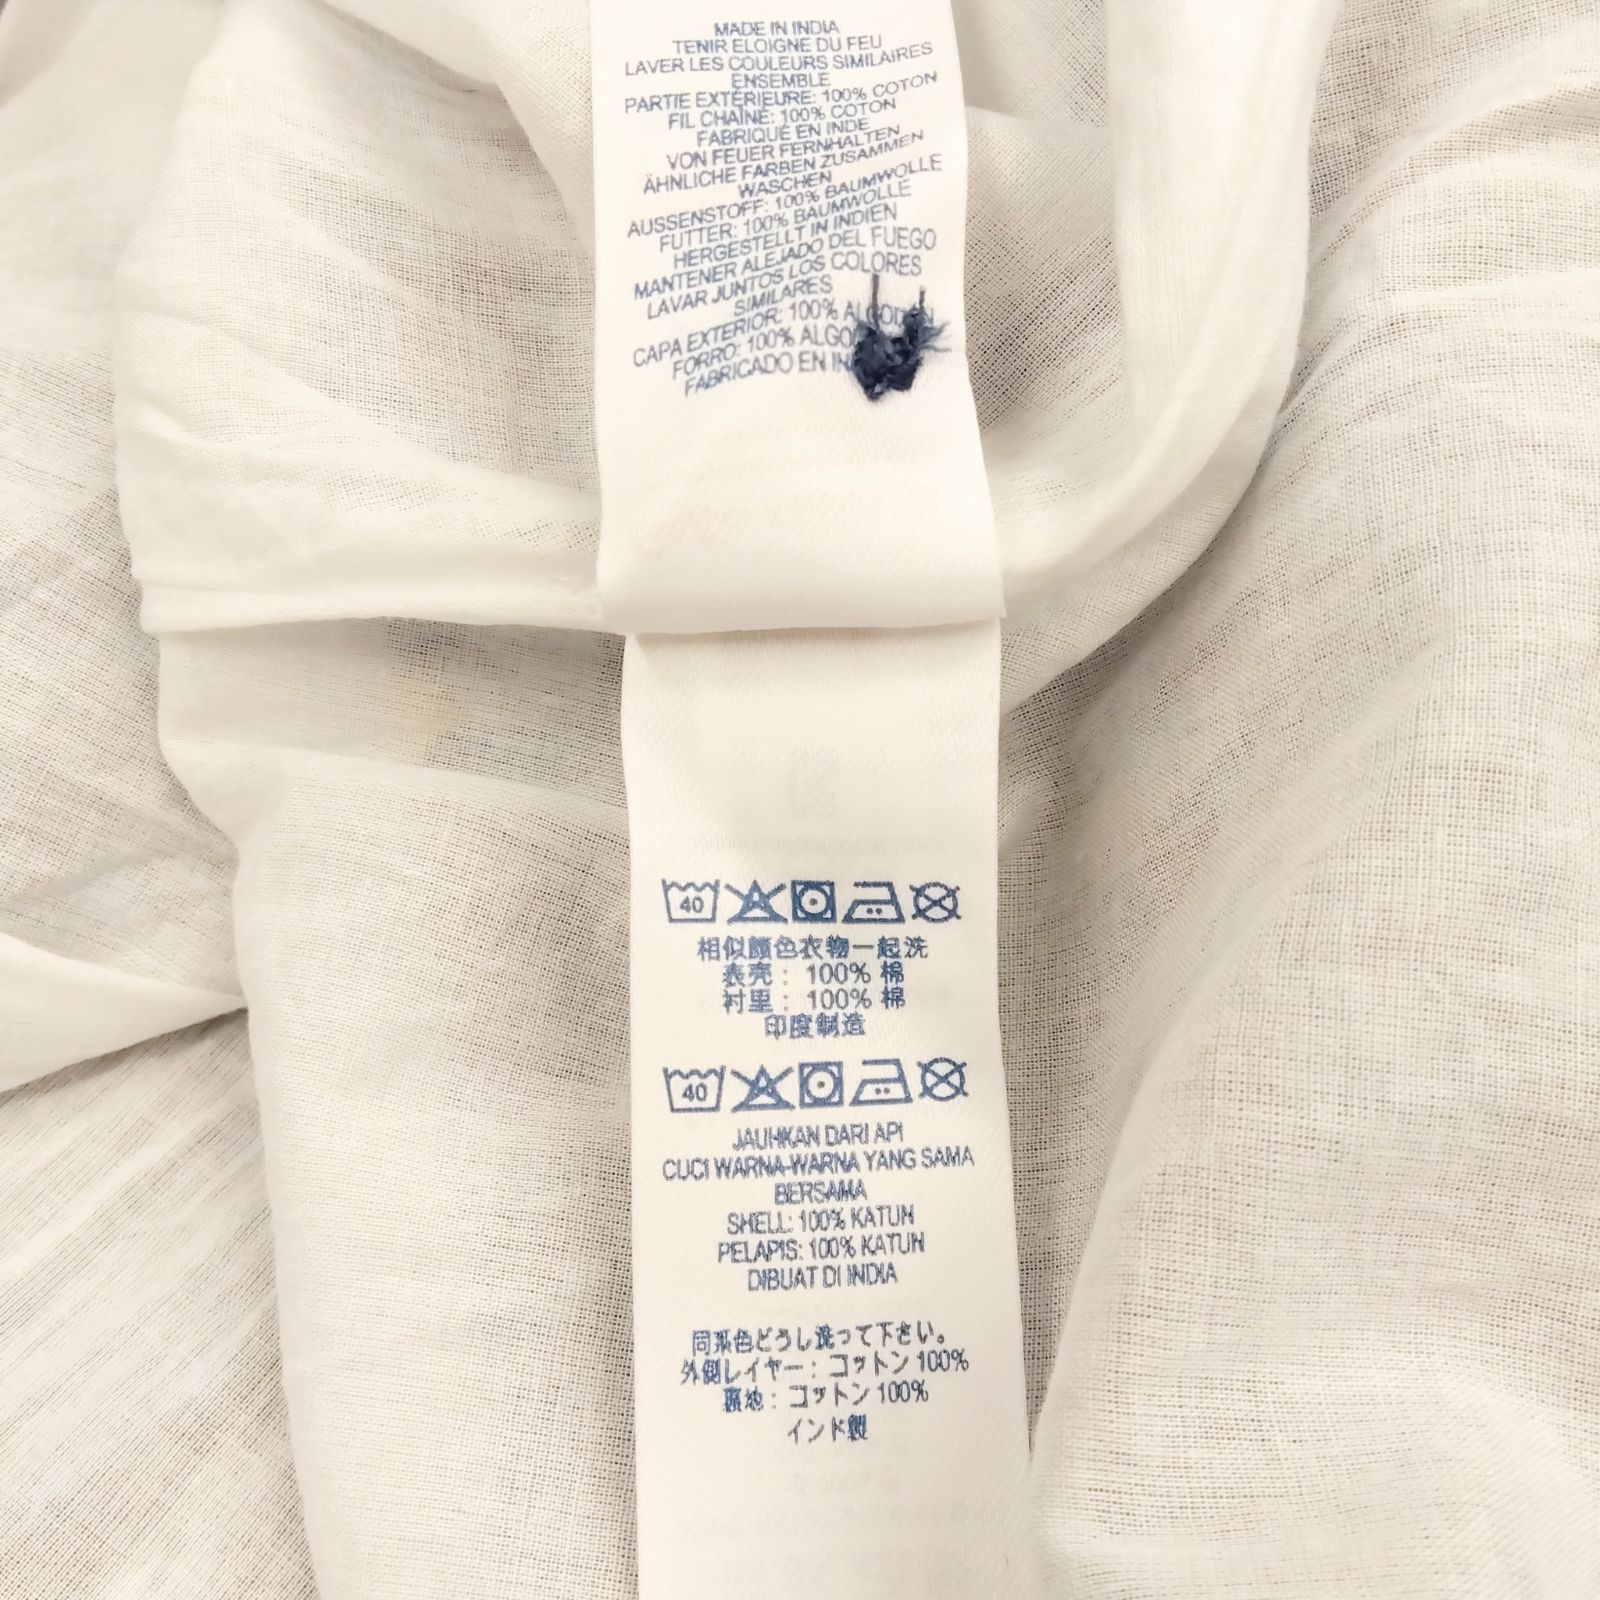 MADE IN INDIA
TENIR ELOIGNE DU FEU
LAVER LES COULEURS SIMILAIRES
ENSEMBLE
PARTIE EXTÉRIEURE: 100% COTON
FIL CHAÎNE: 100% COTON
FABRIQUÉ EN INDE
VON FEUER FERNHALTEN
ÄHNLICHE FARBEN ZUSAMMEN
WASCHEN
AUSSENSTOFF: 100% BAUMWOLLE
FUTTER: 100% BAUMWOLLE
HERGESTELLT IN INDIEN
MANTENER ALEJADO DEL FUEGO
LAVAR JUNTOS LOS COLORES
SIMILARES
CAPA EXTERIOR: 100% ALGODÓN
FORRO: 100%
FABRICADO EN
40
相似顏色衣物一起洗
表壳: 100% 棉
衬里: 100% 棉
印度制造
40
JAUHKAN DARI API
CUCI WARNA-WARNA YANG SAMA
BERSAMA
SHELL: 100% KATUN
PELAPIS: 100% KATUN
DIBUAT DI INDIA
同系色どうし洗って下さい。
外側レイヤー: コットン 100%
裏地: コットン 100%
インド製